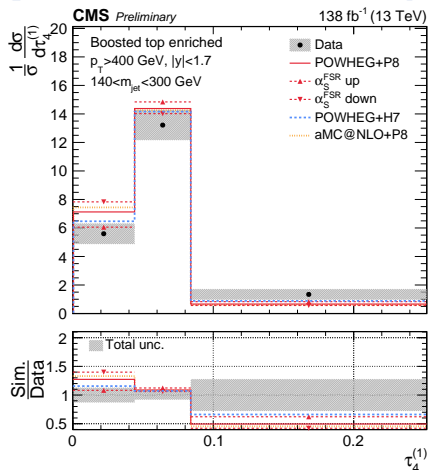 CMS Preliminary 138 fb⁻¹ (13 TeV)
1/σ dσ/dτ₄⁽¹⁾
Boosted top enriched
p_T>400 GeV, |y|<1.7
140<m_jet<300 GeV
Data
POWHEG+P8
α_S^FSR up
α_S^FSR down
POWHEG+H7
aMC@NLO+P8
20
18
16
14
12
10
8
6
4
2
0
Total unc.
Sim.
Data
2
1.5
1
0.5
0 0.1 0.2
τ₄⁽¹⁾